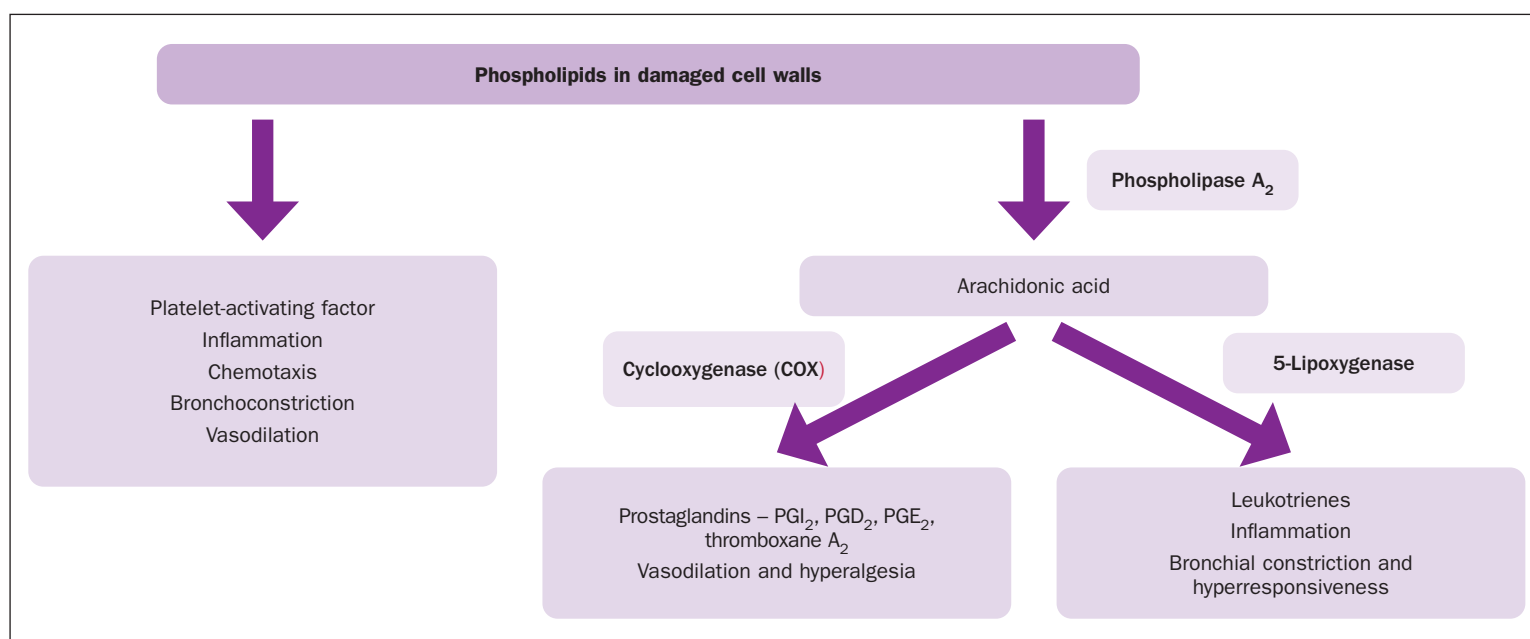 Phospholipids in damaged cell walls
Phospholipase A₂
Platelet-activating factor
Inflammation
Chemotaxis
Bronchoconstriction
Vasodilation
Arachidonic acid
Cyclooxygenase (COX)
5-Lipoxygenase
Prostaglandins – PGI₂, PGD₂, PGE₂,
thromboxane A₂
Vasodilation and hyperalgesia
Leukotrienes
Inflammation
Bronchial constriction and
hyperresponsiveness